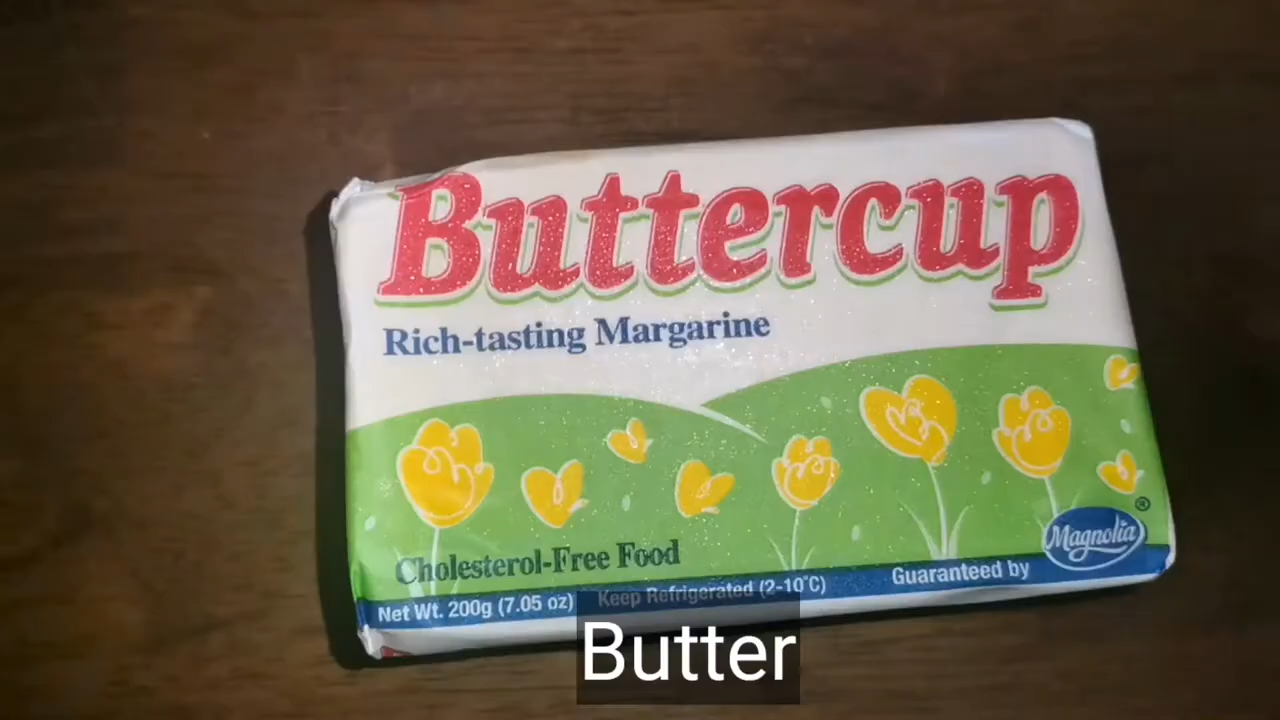 Buttercup
Rich-tasting Margarine
Cholesterol-Free Food
Net Wt. 200g (7.05 oz) Keep Refrigerated (2-10°C) Guaranteed by Magnolia®
Butter